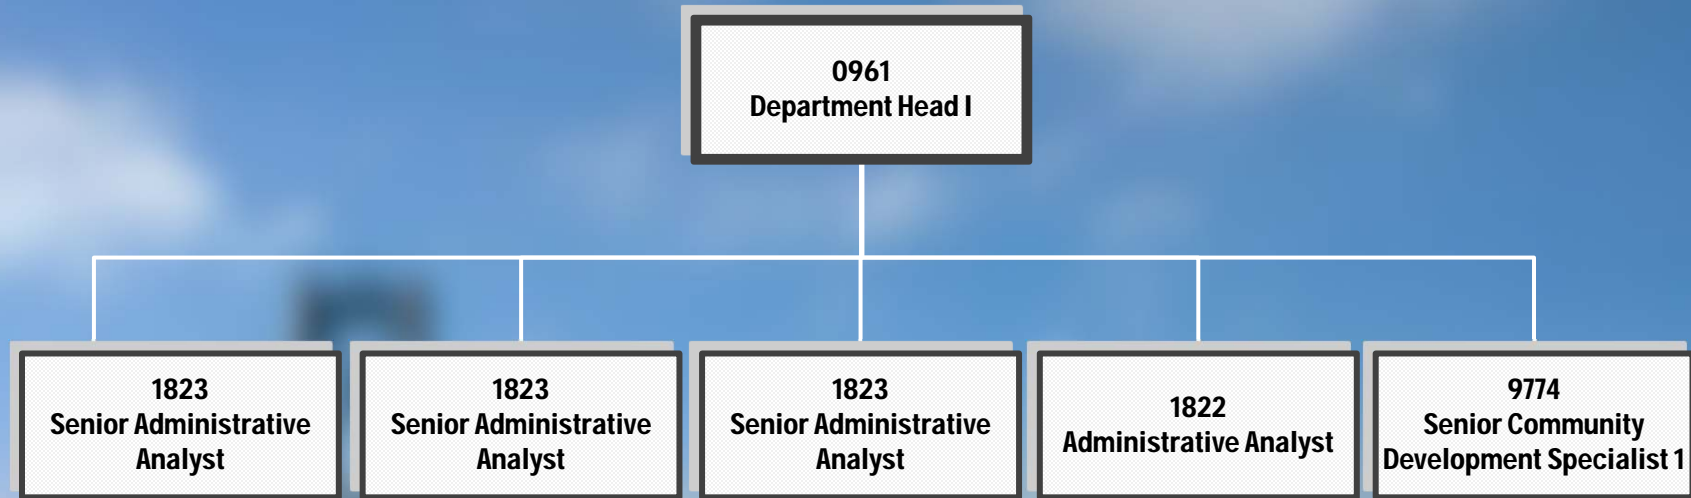 0961
Department Head I
1823
Senior Administrative
Analyst
1823
Senior Administrative
Analyst
1823
Senior Administrative
Analyst
1822
Administrative Analyst
9774
Senior Community
Development Specialist 1